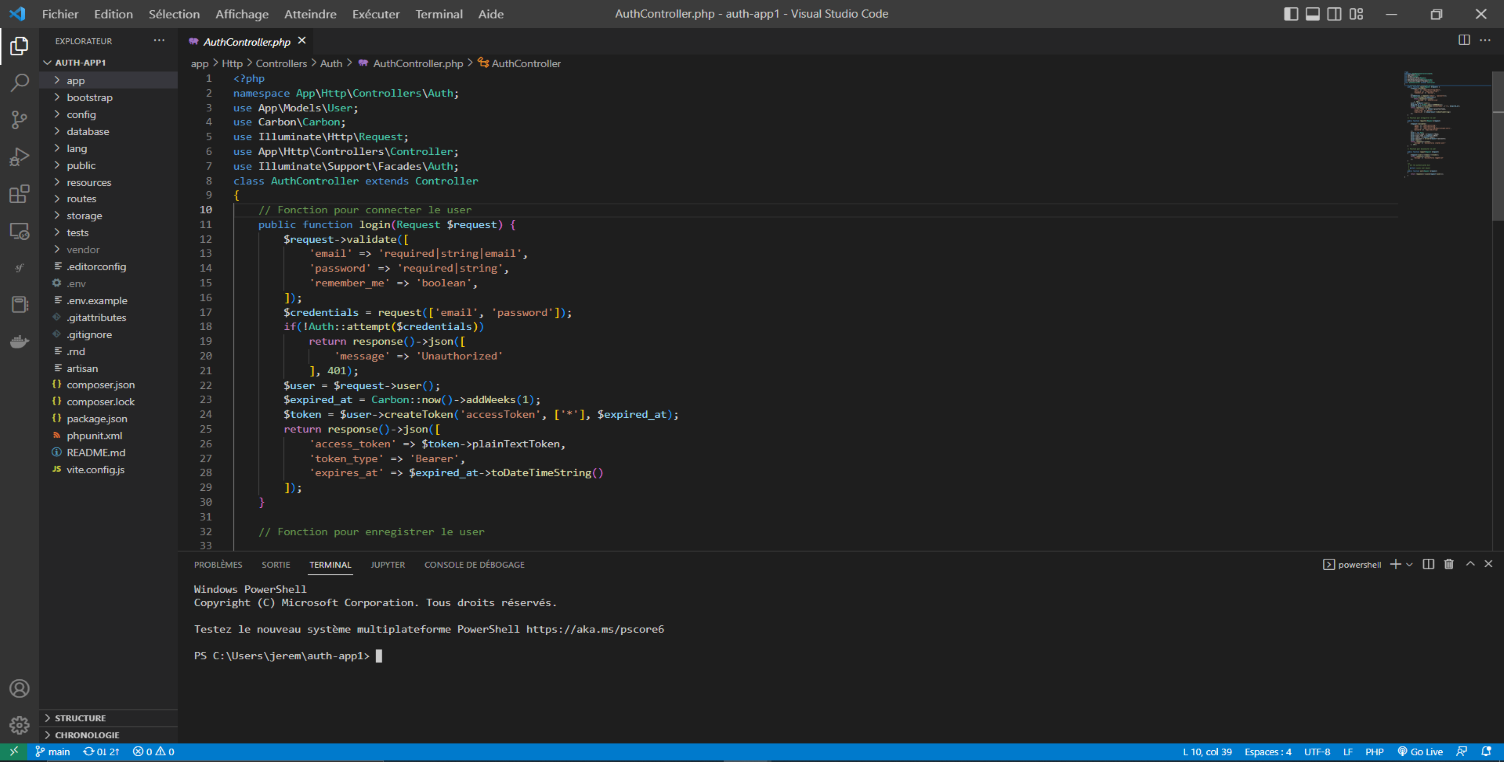 Fichier Edition Sélection Affichage Atteindre Exécuter Terminal Aide
AuthController.php - auth-app1 - Visual Studio Code
EXPLORATEUR
AUTH-APP1
app
bootstrap
config
database
lang
public
resources
routes
storage
tests
vendor
.editorconfig
.env
.env.example
.gitattributes
.gitignore
.rnd
artisan
composer.json
composer.lock
package.json
phpunit.xml
README.md
vite.config.js
STRUCTURE
CHRONOLOGIE
AuthController.php
app > Http > Controllers > Auth > AuthController.php > AuthController
1 <?php
2 namespace App\Http\Controllers\Auth;
3 use App\Models\User;
4 use Carbon\Carbon;
5 use Illuminate\Http\Request;
6 use App\Http\Controllers\Controller;
7 use Illuminate\Support\Facades\Auth;
8 class AuthController extends Controller
9 {
10 // Fonction pour connecter le user
11 public function login(Request $request) {
12 $request->validate([
13 'email' => 'required|string|email',
14 'password' => 'required|string',
15 'remember_me' => 'boolean',
16 ]);
17 $credentials = request(['email', 'password']);
18 if(!Auth::attempt($credentials))
19 return response()->json([
20 'message' => 'Unauthorized'
21 ], 401);
22 $user = $request->user();
23 $expired_at = Carbon::now()->addWeeks(1);
24 $token = $user->createToken('accessToken', ['*'], $expired_at);
25 return response()->json([
26 'access_token' => $token->plainTextToken,
27 'token_type' => 'Bearer',
28 'expires_at' => $expired_at->toDateTimeString()
29 ]);
30 }
31
32 // Fonction pour enregistrer le user
33
PROBLÈMES SORTIE TERMINAL JUPYTER CONSOLE DE DÉBOGAGE
powershell
Windows PowerShell
Copyright (C) Microsoft Corporation. Tous droits réservés.
Testez le nouveau système multiplateforme PowerShell https://aka.ms/pscore6
PS C:\Users\jerem\auth-app1>
main 0↓ 2↑ 0 0
L 10, col 39 Espaces : 4 UTF-8 LF PHP Go Live